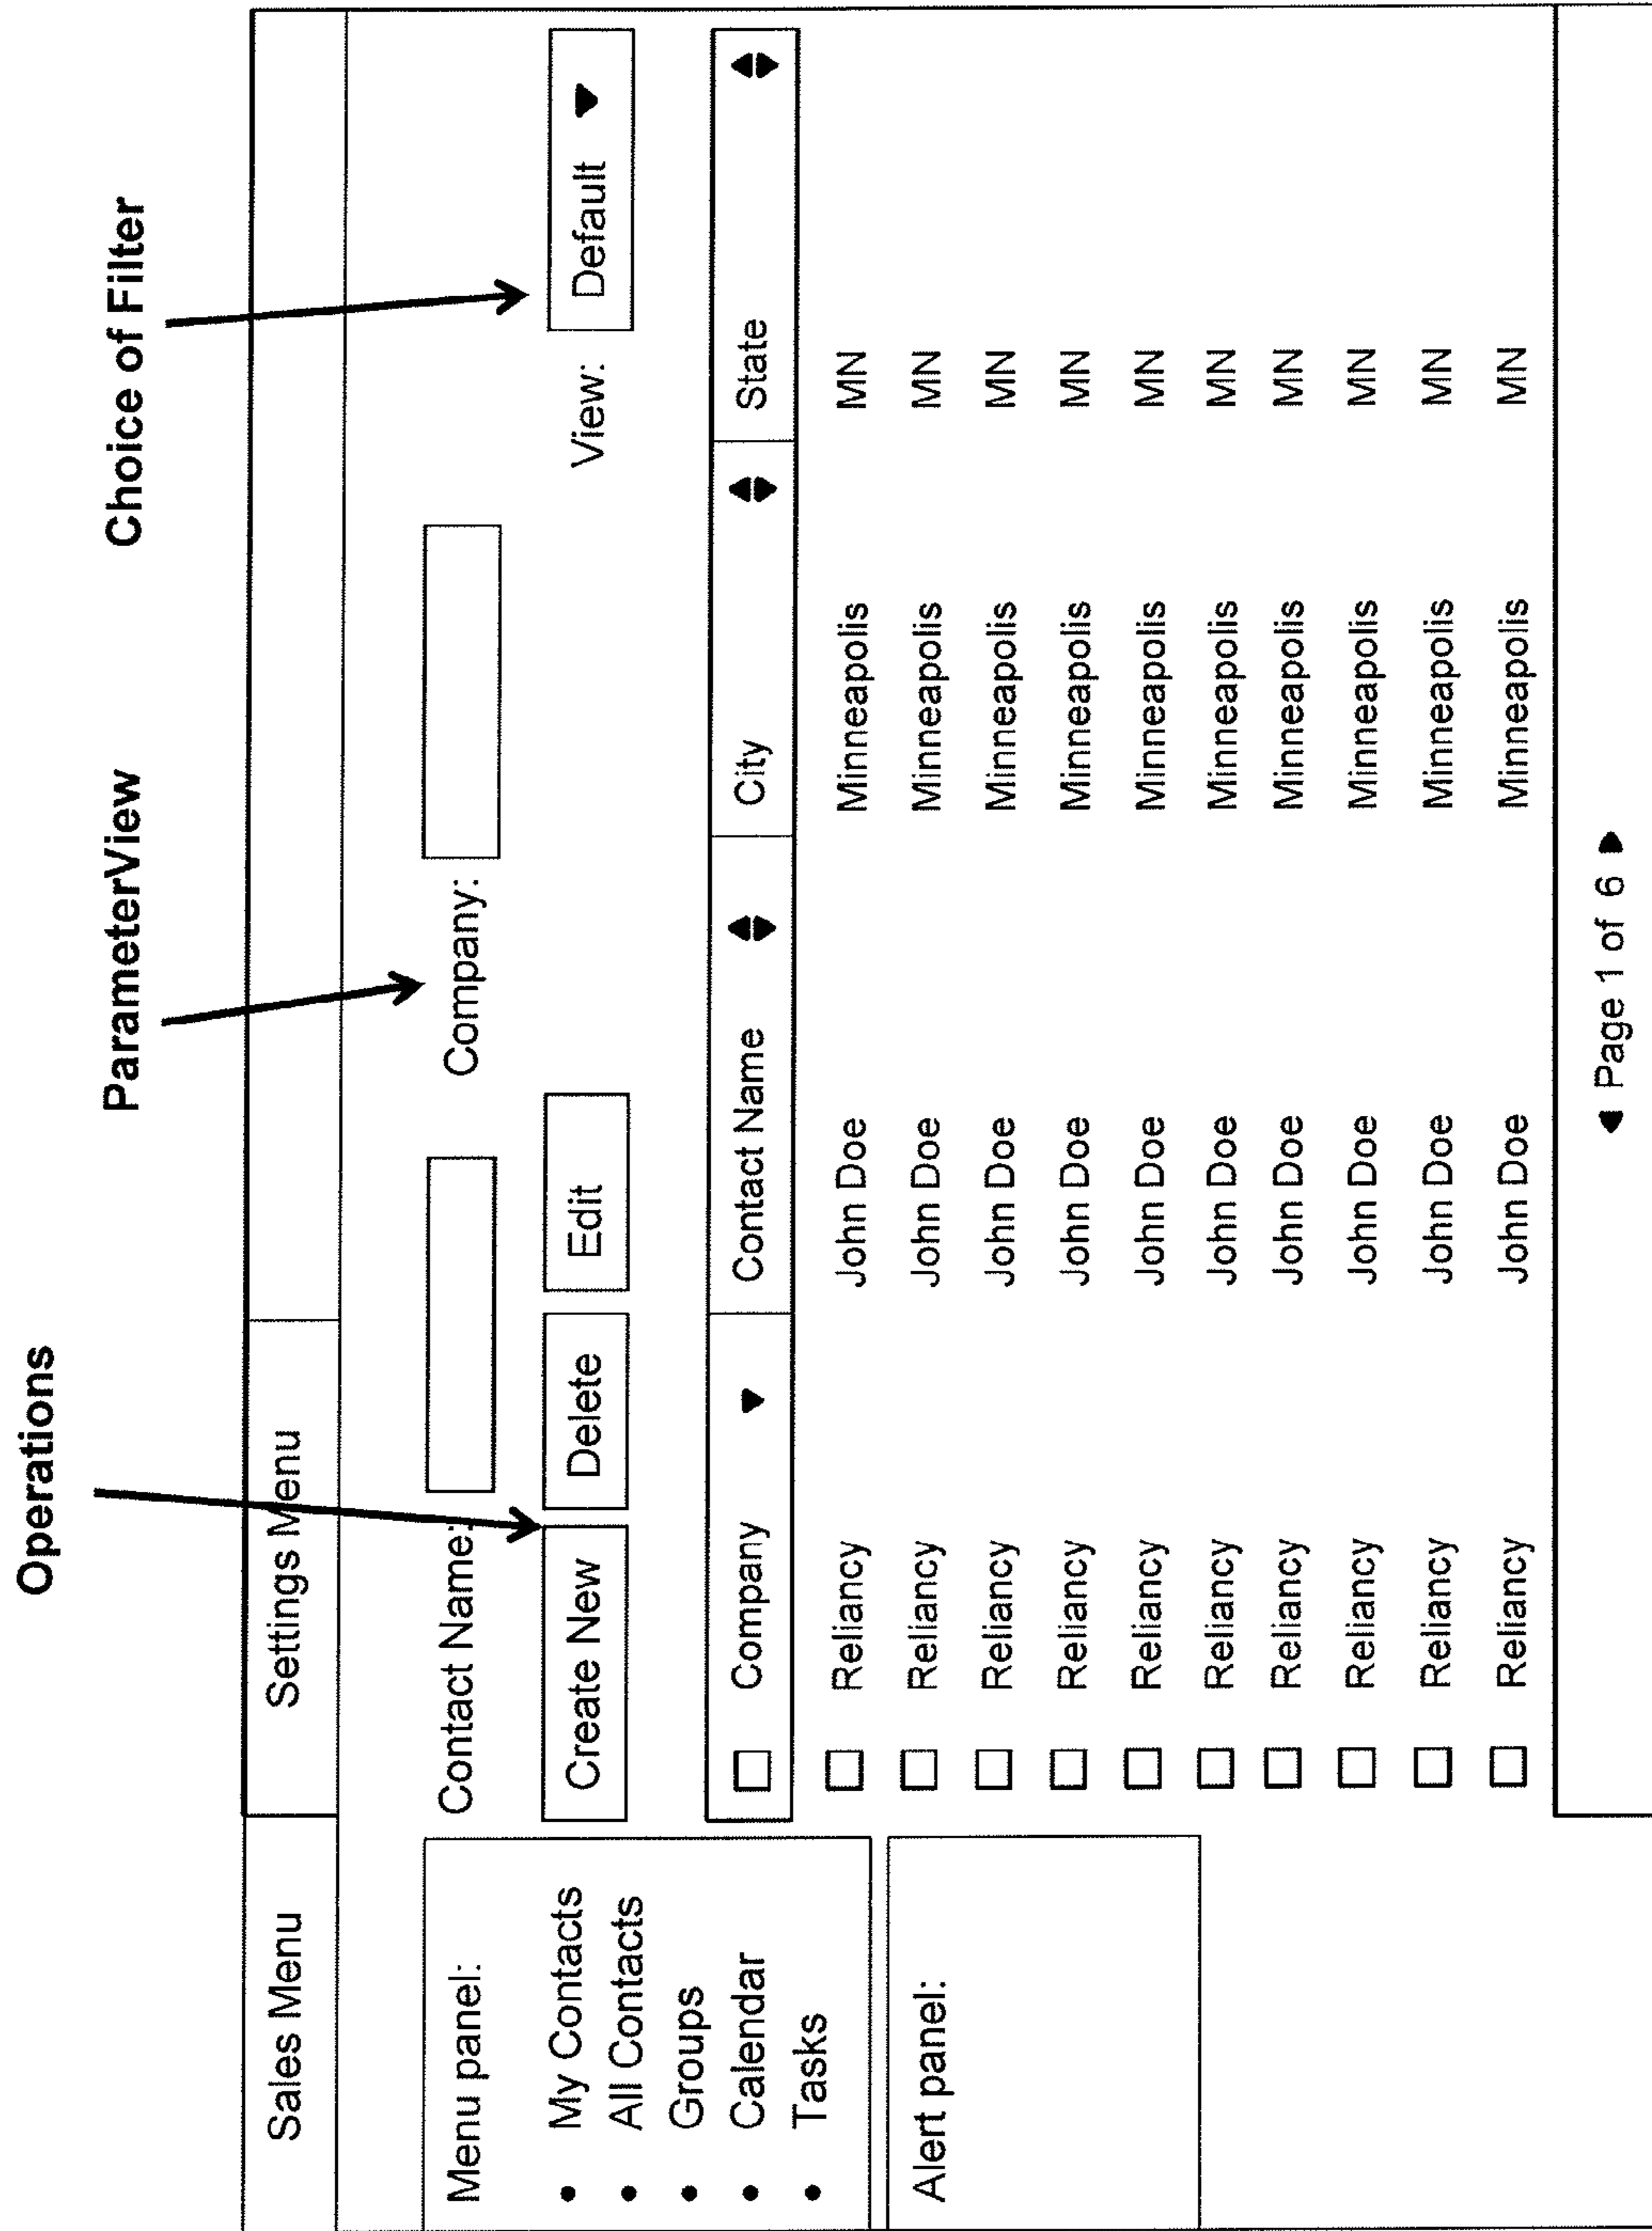 Operations
ParameterView
Choice of Filter
Sales Menu
Settings Menu
Menu panel:
• My Contacts
• All Contacts
• Groups
• Calendar
• Tasks
Alert panel:
Contact Name:
Company:
Create New
Delete
Edit
View:
Default
Company
Contact Name
City
State
Reliancy John Doe Minneapolis MN
Reliancy John Doe Minneapolis MN
Reliancy John Doe Minneapolis MN
Reliancy John Doe Minneapolis MN
Reliancy John Doe Minneapolis MN
Reliancy John Doe Minneapolis MN
Reliancy John Doe Minneapolis MN
Reliancy John Doe Minneapolis MN
Reliancy John Doe Minneapolis MN
Reliancy John Doe Minneapolis MN
Page 1 of 6